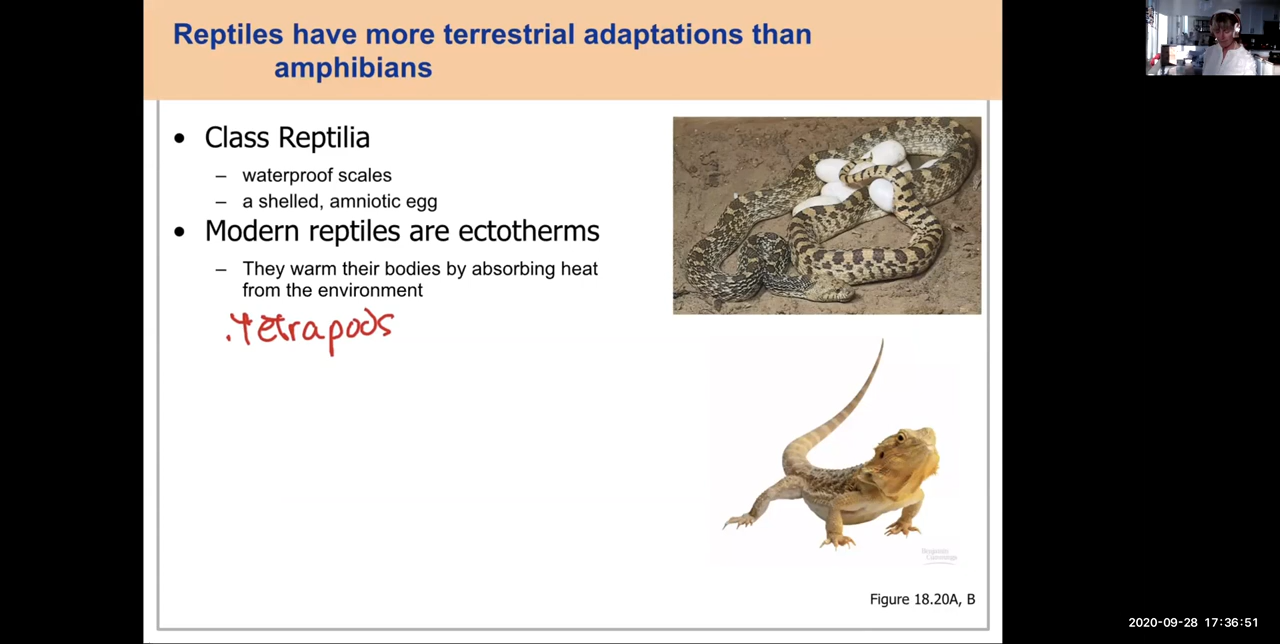 Reptiles have more terrestrial adaptations than
amphibians
• Class Reptilia
– waterproof scales
– a shelled, amniotic egg
• Modern reptiles are ectotherms
– They warm their bodies by absorbing heat
from the environment
.Tetrapods
Figure 18.20A, B
2020-09-28 17:36:51